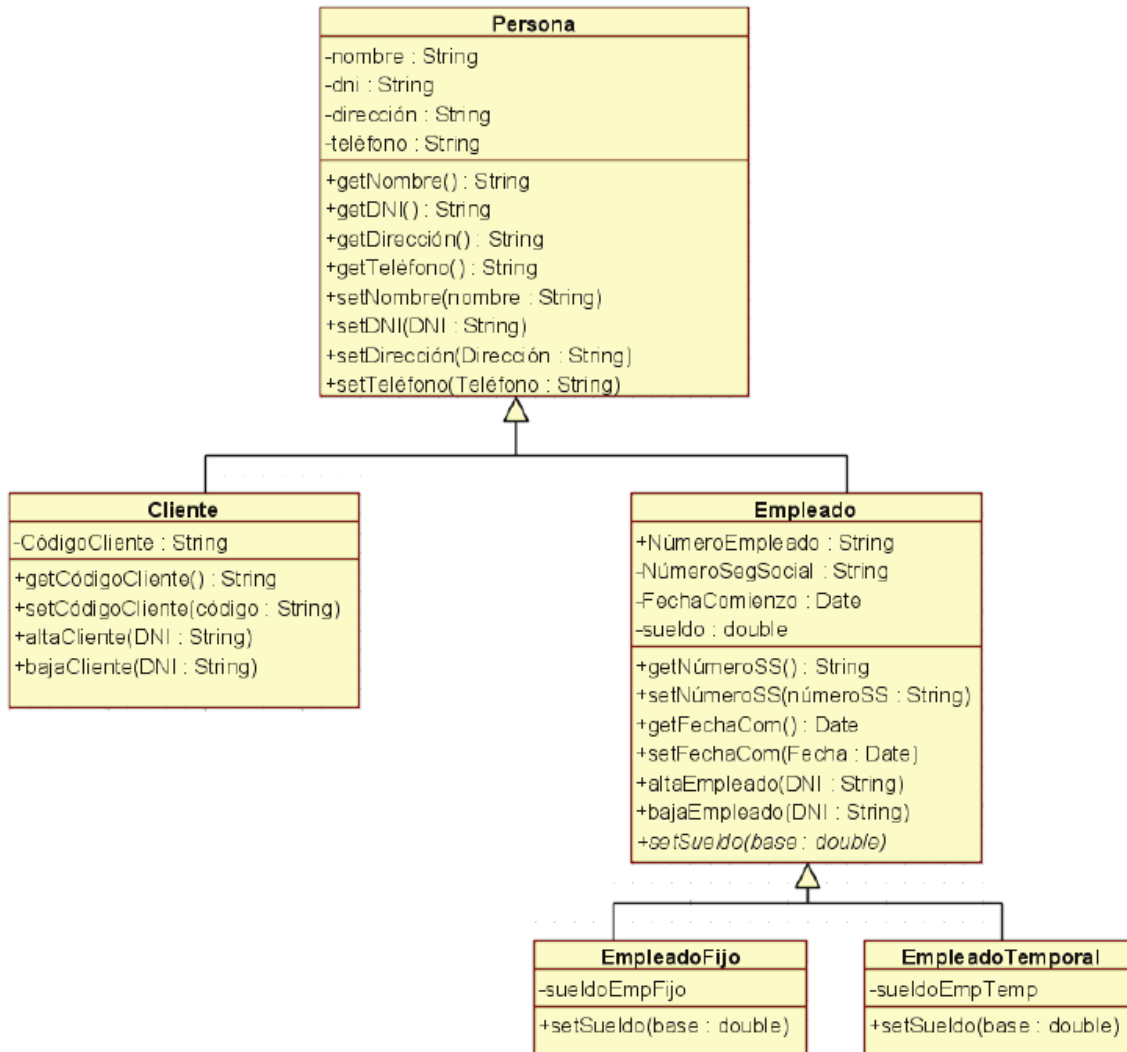 Persona
-nombre : String
-dni : String
-dirección : String
-teléfono : String
+getNombre() : String
+getDNI() : String
+getDirección() : String
+getTeléfono() : String
+setNombre(nombre : String)
+setDNI(DNI : String)
+setDirección(Dirección : String)
+setTeléfono(Teléfono : String)
Cliente
-CódigoCliente : String
+getCódigoCliente() : String
+setCódigoCliente(código : String)
+altaCliente(DNI : String)
+bajaCliente(DNI : String)
Empleado
+NúmeroEmpleado : String
-NúmeroSegSocial : String
-FechaComienzo : Date
-sueldo : double
+getNúmeroSS() : String
+setNúmeroSS(númeroSS : String)
+getFechaCom() : Date
+setFechaCom(Fecha : Date)
+altaEmpleado(DNI : String)
+bajaEmpleado(DNI : String)
+setSueldo(base : double)
EmpleadoFijo
-sueldoEmpFijo
+setSueldo(base : double)
EmpleadoTemporal
-sueldoEmpTemp
+setSueldo(base : double)